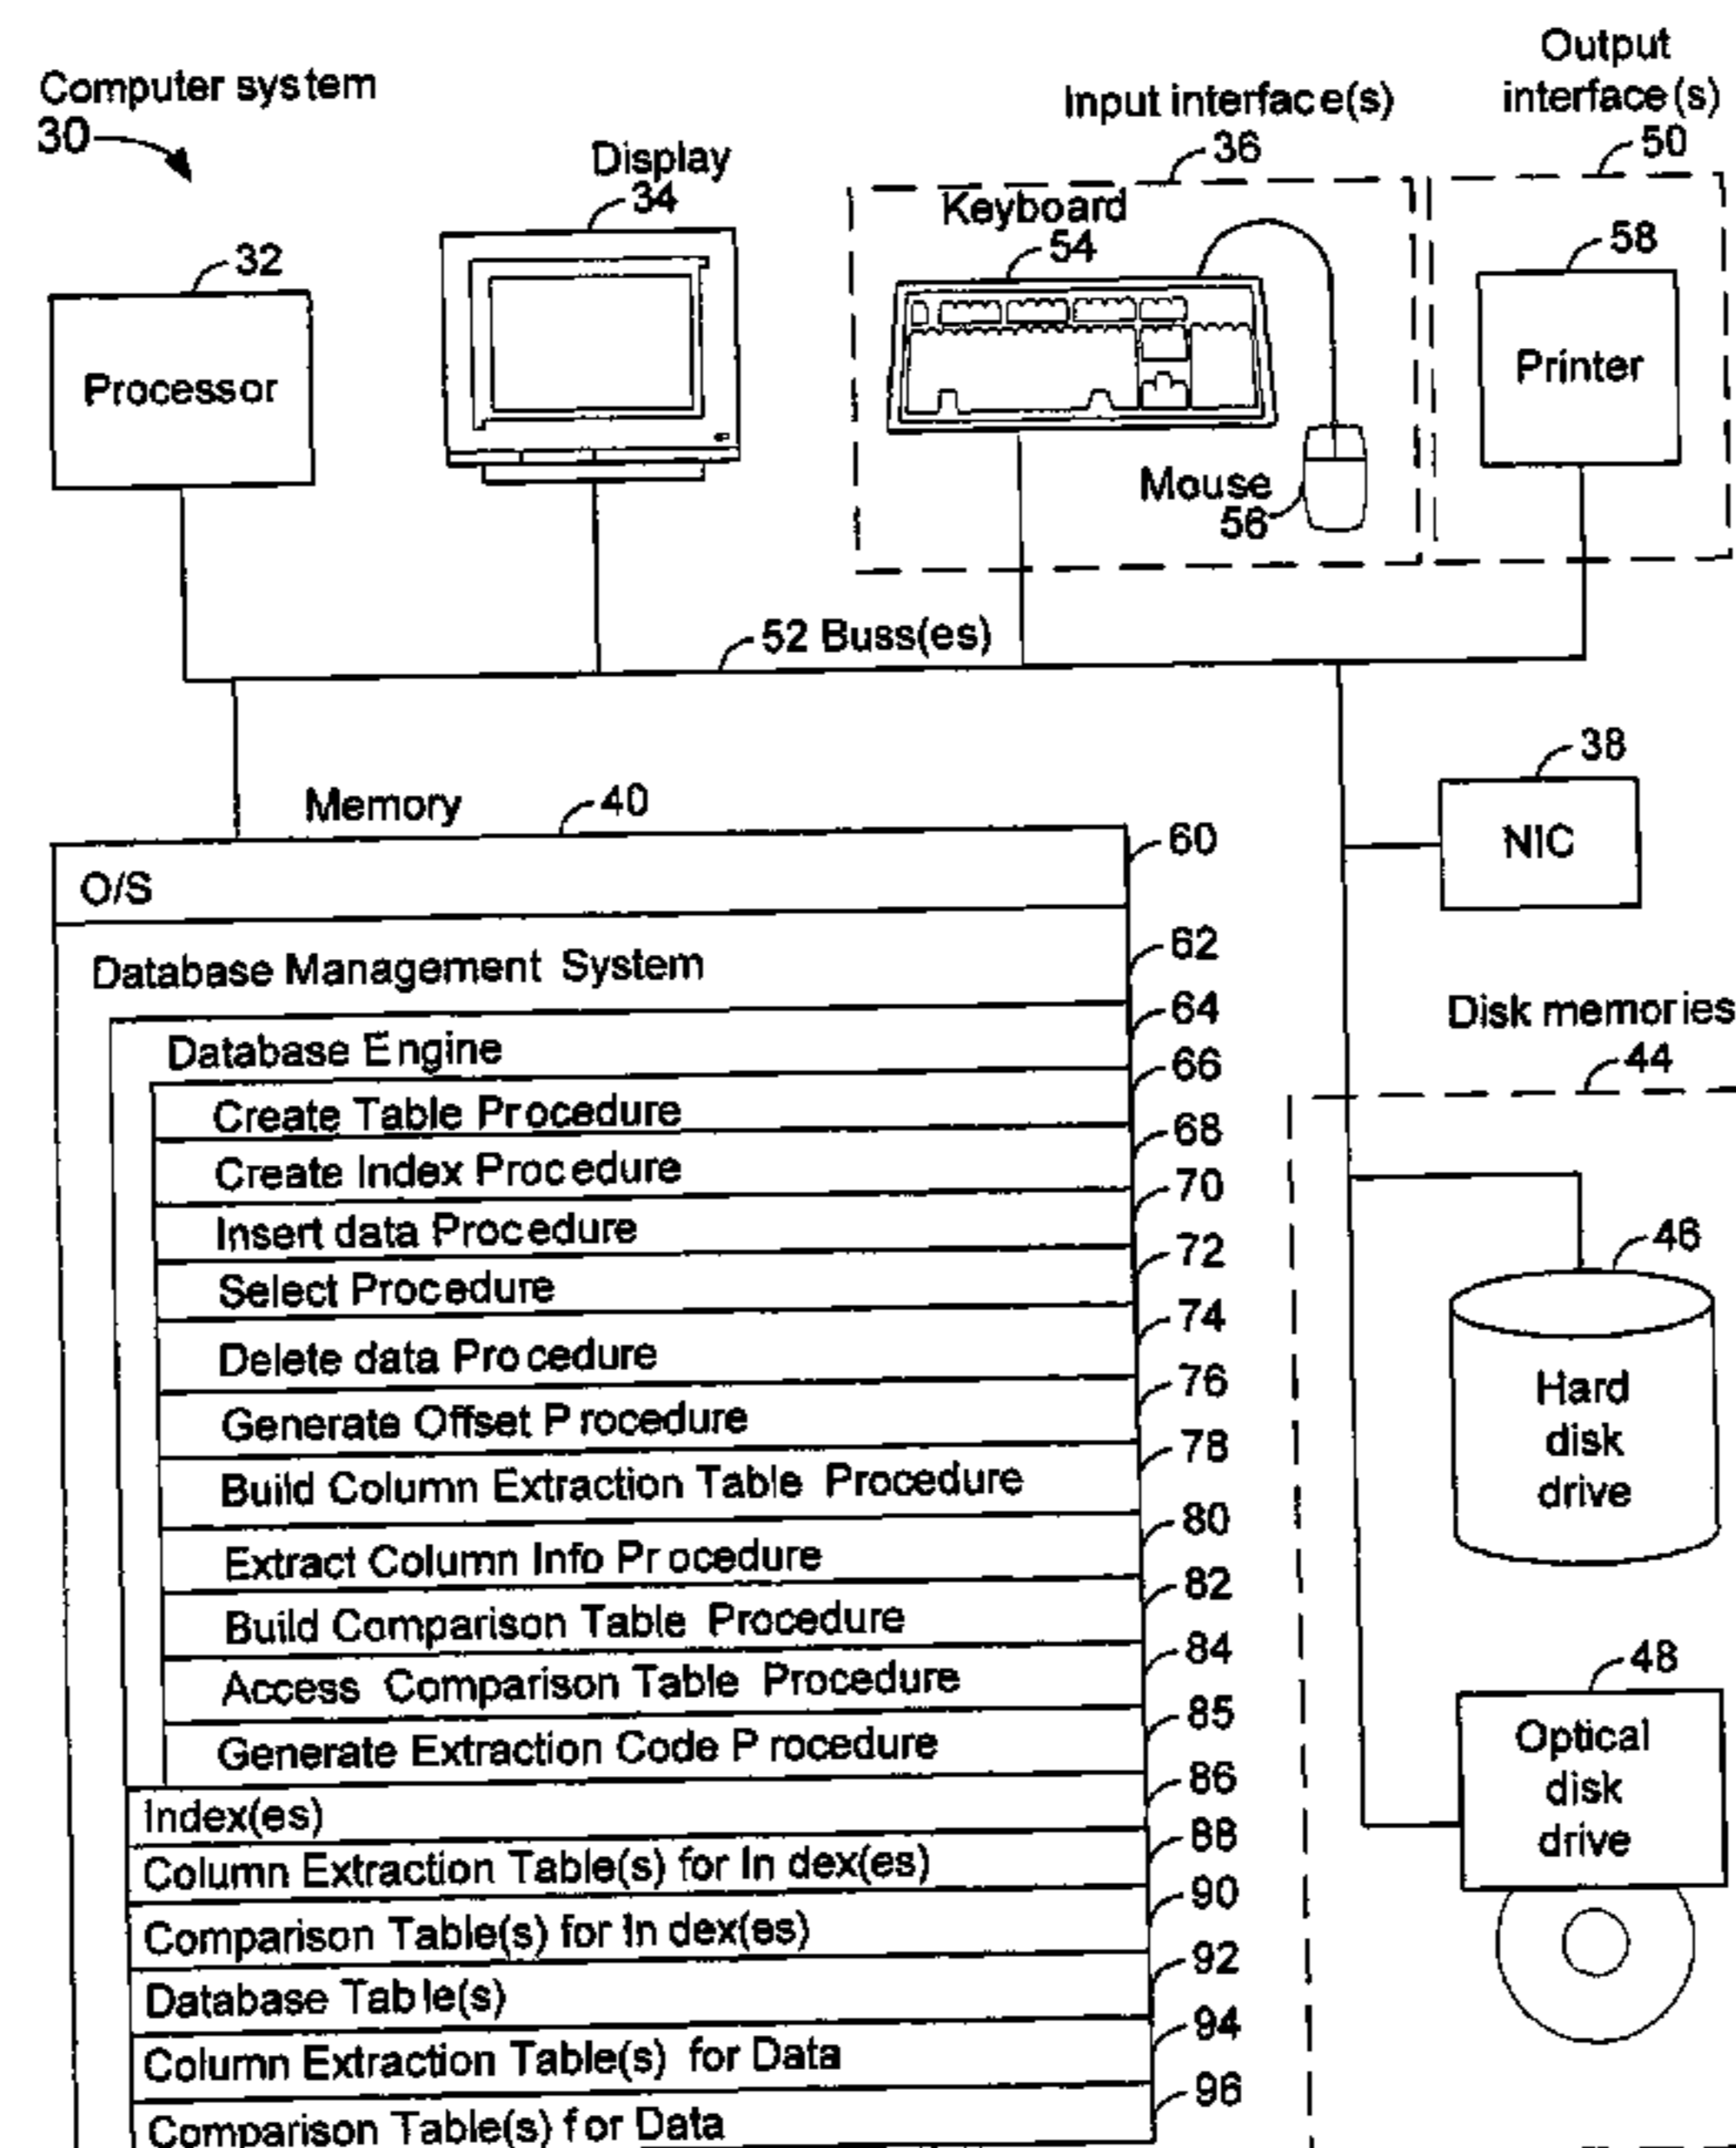 Computer system
30
Output
interface(s)
50
Input interface(s)
36
Display
34
Keyboard
54
32
58
Processor
Printer
Mouse
56
52 Buss(es)
38
NIC
Memory
40
60
O/S
62
Database Management System
64
Database Engine
66
Create Table Procedure
68
Create Index Procedure
70
Insert data Procedure
72
Select Procedure
74
Delete data Procedure
76
Generate Offset Procedure
78
Build Column Extraction Table Procedure
80
Extract Column Info Procedure
82
Build Comparison Table Procedure
84
Access Comparison Table Procedure
85
Generate Extraction Code Procedure
86
Index(es)
88
Column Extraction Table(s) for Index(es)
90
Comparison Table(s) for Index(es)
92
Database Table(s)
94
Column Extraction Table(s) for Data
96
Comparison Table(s) for Data
Disk memories
44
46
Hard
disk
drive
48
Optical
disk
drive